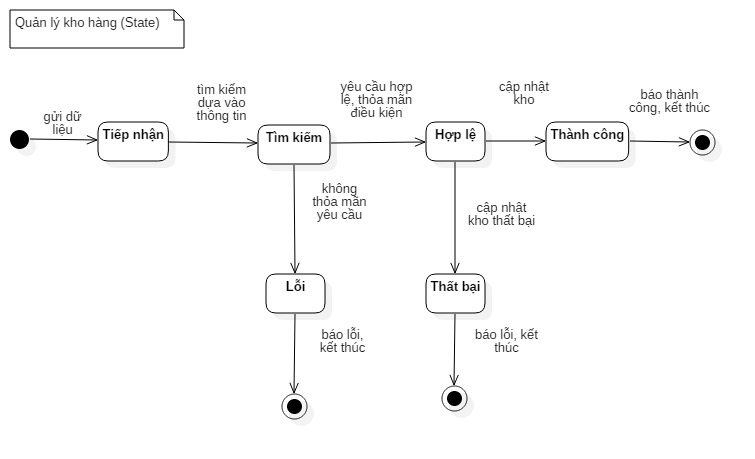 Quản lý kho hàng (State)
gửi dữ
liệu
Tiếp nhận
tìm kiếm
dựa vào
thông tin
Tìm kiếm
yêu cầu hợp
lệ, thỏa mãn
điều kiện
Hợp lệ
cập nhật
kho
Thành công
báo thành
công, kết thúc
không
thỏa mãn
yêu cầu
cập nhật
kho thất bại
Lỗi
Thất bại
báo lỗi,
kết thúc
báo lỗi, kết
thúc